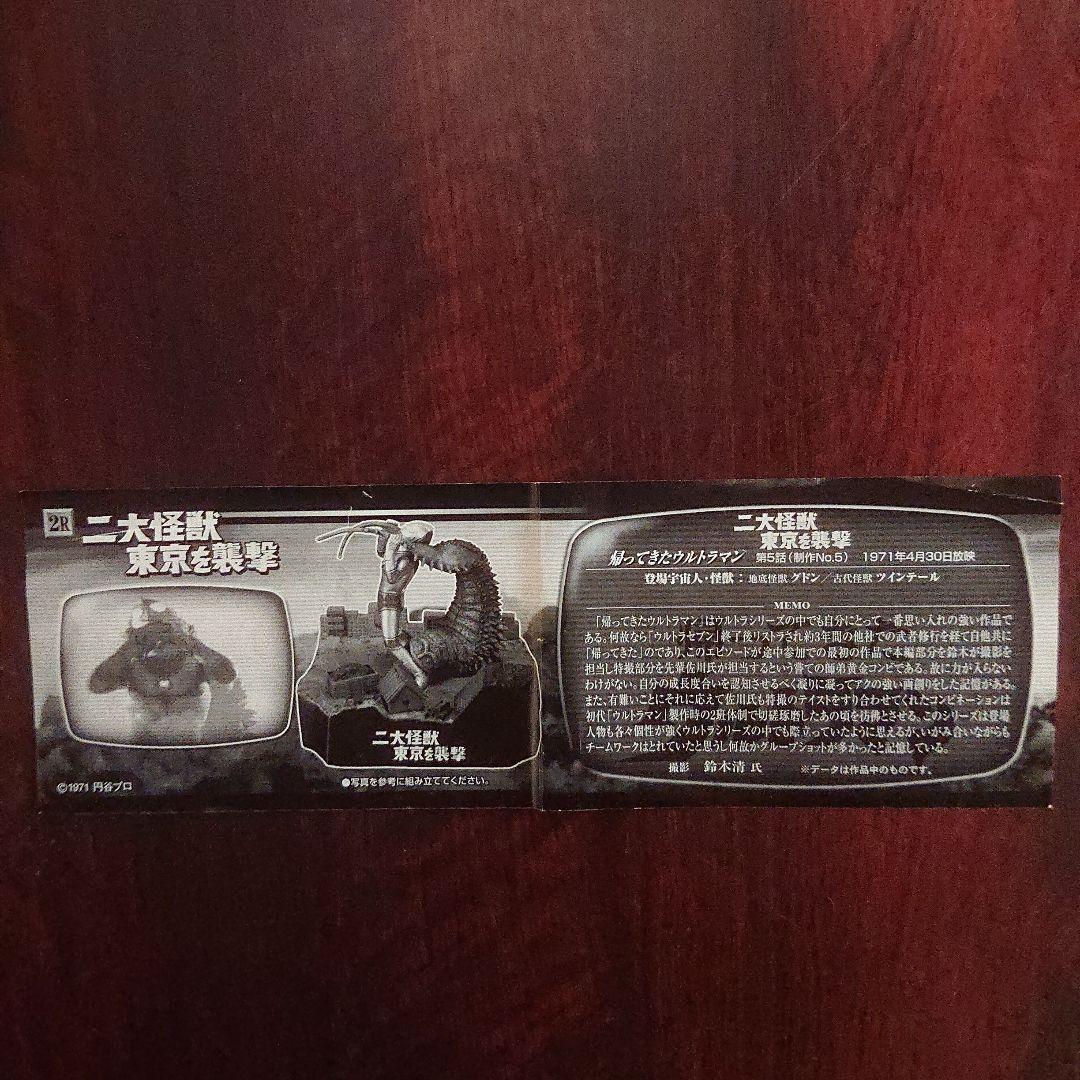 2R
二大怪獣
東京を襲撃
二大怪獣
東京を襲撃
©1971 円谷プロ
●写真を参考に組み立ててください。
二大怪獣
東京を襲撃
帰ってきたウルトラマン 第5話(制作No.5) 1971年4月30日放映
登場宇宙人・怪獣：地底怪獣 グドン／古代怪獣 ツインテール
MEMO
「帰ってきたウルトラマン」はウルトラシリーズの中でも自分にとって一番思い入れの強い作品で
ある。何故なら「ウルトラセブン」終了後リストラされ約3年間の他社での武者修行を経て自他共に
「帰ってきた」のであり、このエピソードが途中参加での最初の作品で本編部分を鈴木が撮影を
担当し特撮部分を先輩佐川氏が担当するという嘗ての師弟黄金コンビである。故に力が入らない
わけがない。自分の成長度合いを認知させるべく凝りに凝ってアクの強い画創りをした記憶がある。
また、有難いことにそれに応えて佐川氏も特撮のテイストをすり合わせてくれたコンビネーションは
初代「ウルトラマン」製作時の2班体制で切磋琢磨したあの頃を彷彿とさせる。このシリーズは登場
人物も各々個性が強くウルトラシリーズの中でも際立っていたように思えるが、いがみ合いながらも
チームワークはとれていたと思うし何故かグループショットが多かったと記憶している。
撮影 鈴木清 氏 ※データは作品中のものです。